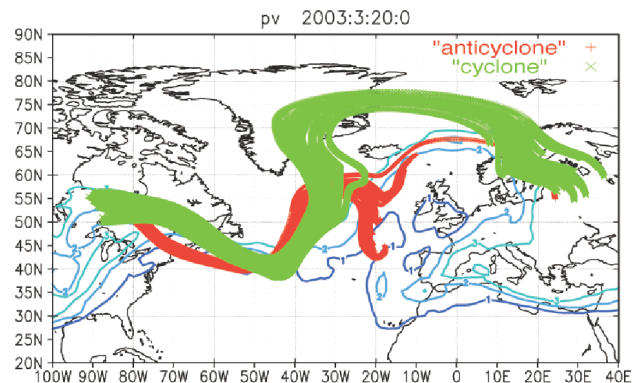 pv 2003:3:20:0
90N
"anticyclone" +
85N
"cyclone" ×
80N
75N
70N
65N
60N
55N
50N
45N
40N
35N
30N
25N
20N
100W 90W 80W 70W 60W 50W 40W 30W 20W 10W 0 10E 20E 30E 40E